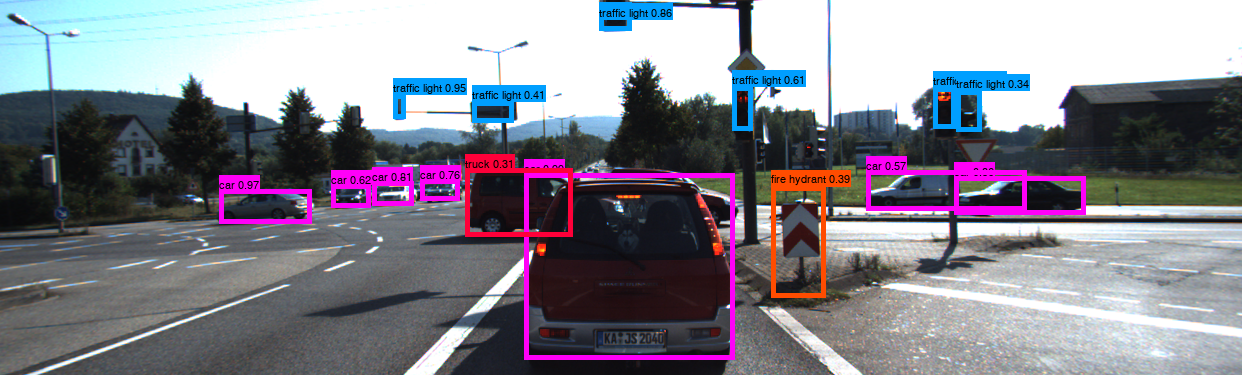 traffic light 0.86
traffic light 0.61
traffic light 0.34
traffic light 0.95
traffic light 0.41
truck 0.31
car
car 0.57
car 0.76
car 0.81
car 0.62
car 0.97
fire hydrant 0.39
KA JS 2040